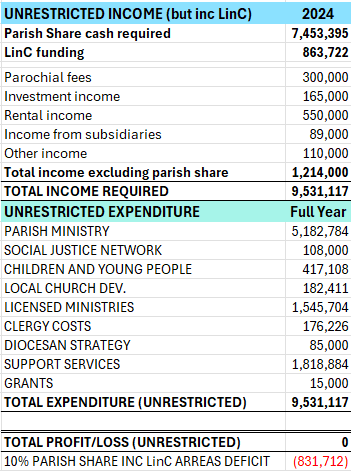 UNRESTRICTED INCOME (but inc LinC) 2024
Parish Share cash required 7,453,395
LinC funding 863,722
Parochial fees 300,000
Investment income 165,000
Rental income 550,000
Income from subsidiaries 89,000
Other income 110,000
Total income excluding parish share 1,214,000
TOTAL INCOME REQUIRED 9,531,117
UNRESTRICTED EXPENDITURE Full Year
PARISH MINISTRY 5,182,784
SOCIAL JUSTICE NETWORK 108,000
CHILDREN AND YOUNG PEOPLE 417,108
LOCAL CHURCH DEV. 182,411
LICENSED MINISTRIES 1,545,704
CLERGY COSTS 176,226
DIOCESAN STRATEGY 85,000
SUPPORT SERVICES 1,818,884
GRANTS 15,000
TOTAL EXPENDITURE (UNRESTRICTED) 9,531,117
TOTAL PROFIT/LOSS (UNRESTRICTED) 0
10% PARISH SHARE INC LinC ARREAS DEFICIT (831,712)